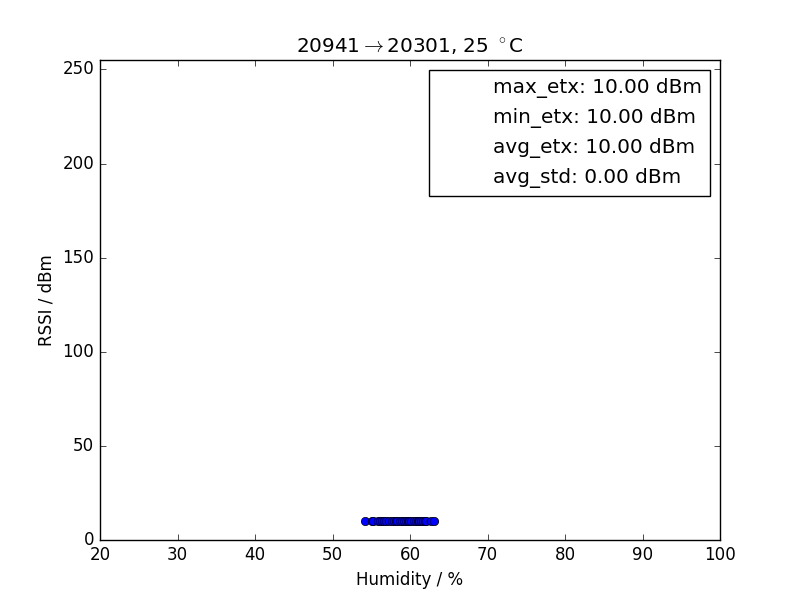 20941→20301, 25 °C
max_etx: 10.00 dBm
min_etx: 10.00 dBm
avg_etx: 10.00 dBm
avg_std: 0.00 dBm
RSSI / dBm
250
200
150
100
50
0
20 30 40 50 60 70 80 90 100
Humidity / %